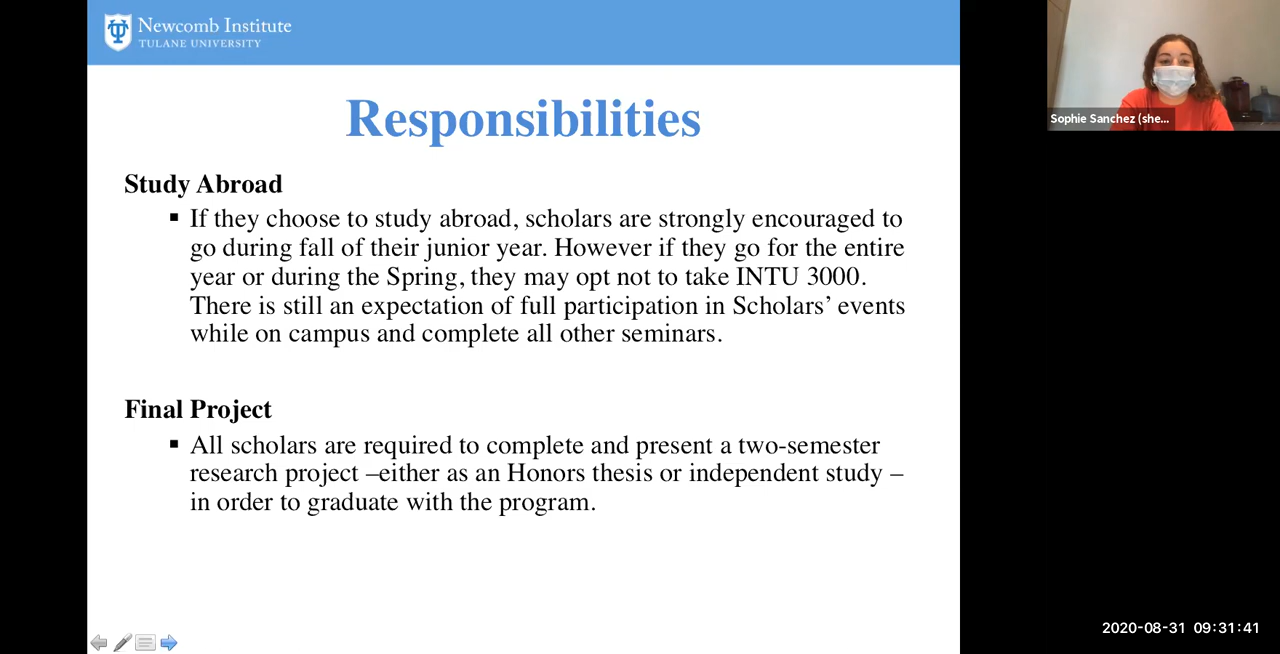 Newcomb Institute
TULANE UNIVERSITY
Responsibilities
Study Abroad
▪ If they choose to study abroad, scholars are strongly encouraged to
go during fall of their junior year. However if they go for the entire
year or during the Spring, they may opt not to take INTU 3000.
There is still an expectation of full participation in Scholars’ events
while on campus and complete all other seminars.
Final Project
▪ All scholars are required to complete and present a two-semester
research project –either as an Honors thesis or independent study –
in order to graduate with the program.
Sophie Sanchez (she...
2020-08-31 09:31:41